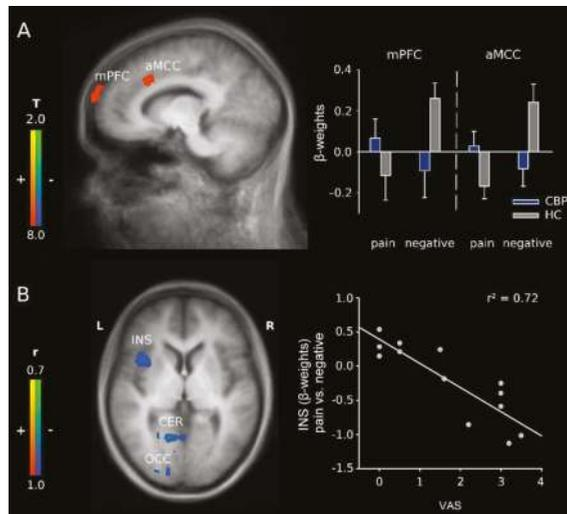 A
mPFC
aMCC
T
2.0
+ -
8.0
mPFC aMCC
β-weights
0.4
0.2
0.0
-0.2
CBP
HC
pain negative pain negative
B
L R
INS
CER
OCC
r
0.7
+ -
1.0
r² = 0.72
INS (β-weights)
pain vs. negative
1.0
0.5
0.0
-0.5
-1.0
-1.5
0 1 2 3 4
VAS